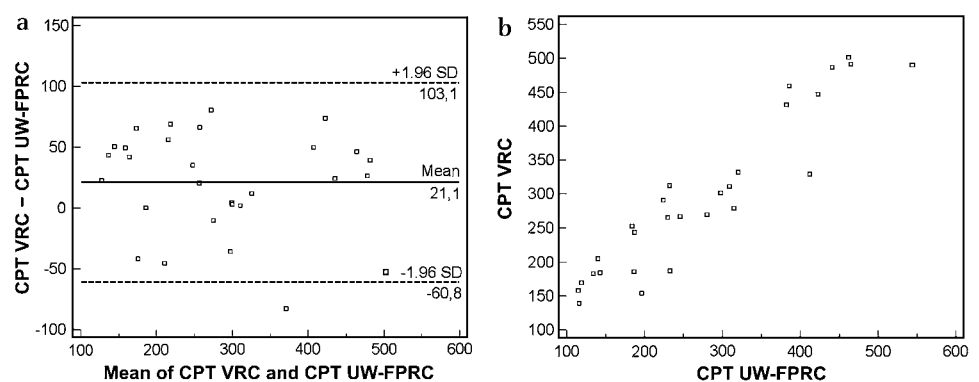 a
CPT VRC – CPT UW-FPRC
150
100
50
0
-50
-100
+1.96 SD
103,1
Mean
21,1
-1.96 SD
-60,8
100 200 300 400 500 600
Mean of CPT VRC and CPT UW-FPRC
b
CPT VRC
550
500
450
400
350
300
250
200
150
100
100 200 300 400 500 600
CPT UW-FPRC